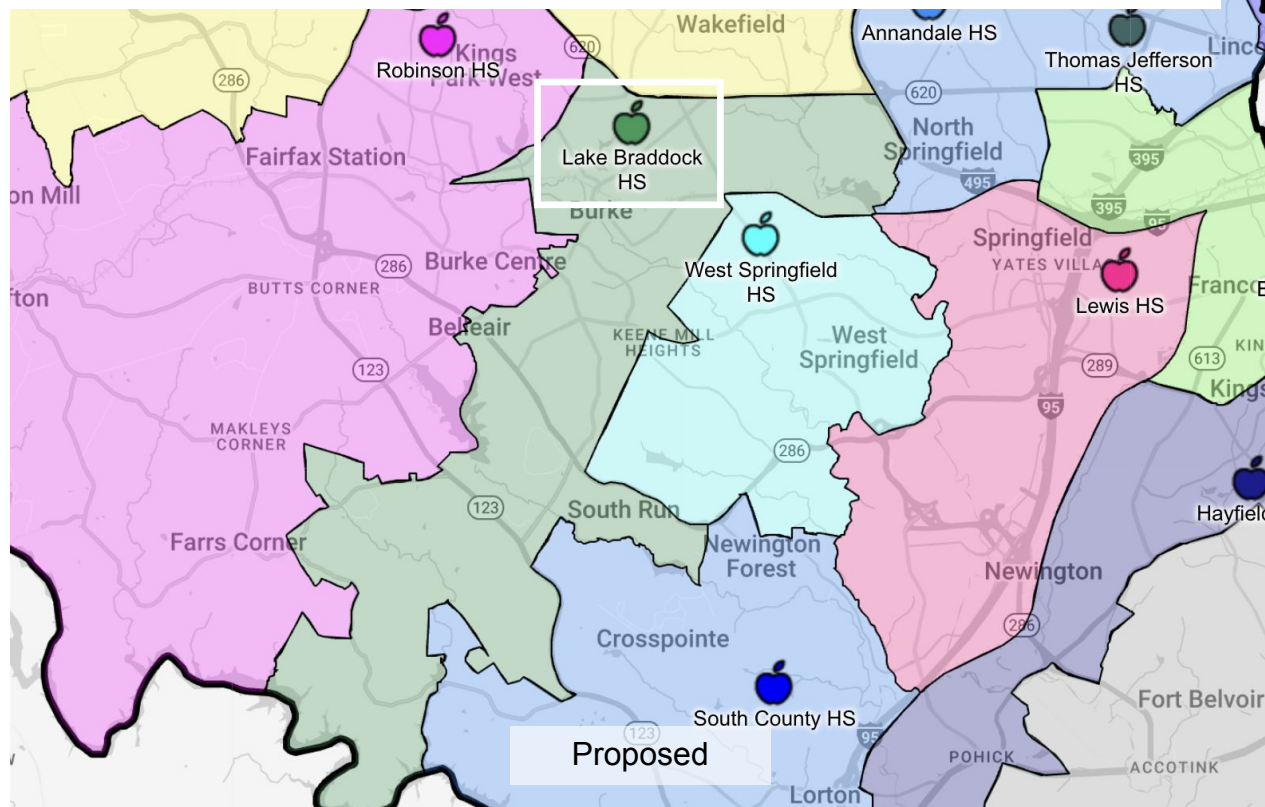 Wakefield
Annandale HS
Robinson HS
Kings
Park West
620
Thomas Jefferson
HS
Linco
286
620
Lake Braddock
HS
North
Springfield
395
Fairfax Station
495
on Mill
Burke
395
95
West Springfield
HS
Springfield
YATES VILLA
Lewis HS
Franco
E
286
Burke Centre
BUTTS CORNER
fton
Belleair
KEENE MILL
HEIGHTS
West
Springfield
123
289
613
KIN
Kings
95
MAKLEYS
CORNER
286
123
South Run
Hayfield
Farrs Corner
Newington
Forest
Newington
286
Crosspointe
South County HS
Fort Belvoir
123
95
Proposed
POHICK
ACCOTINK
Lorton